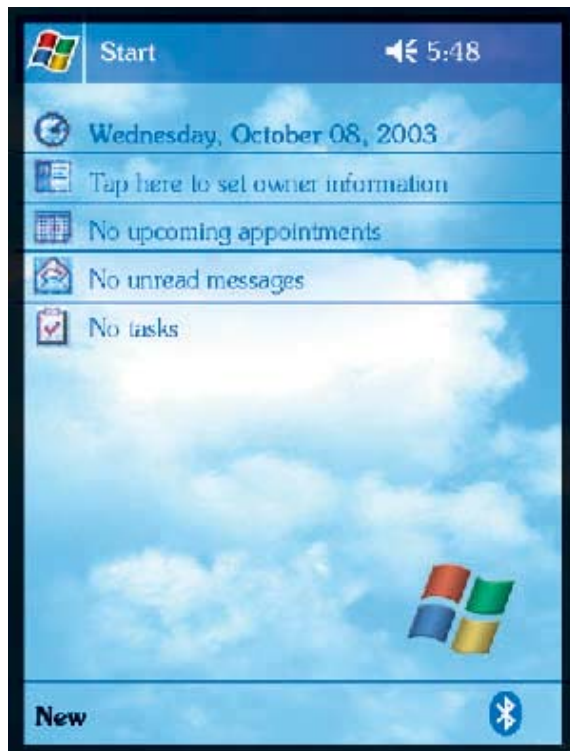 Start 5:48
Wednesday, October 08, 2003
Tap here to set owner information
No upcoming appointments
No unread messages
No tasks
New